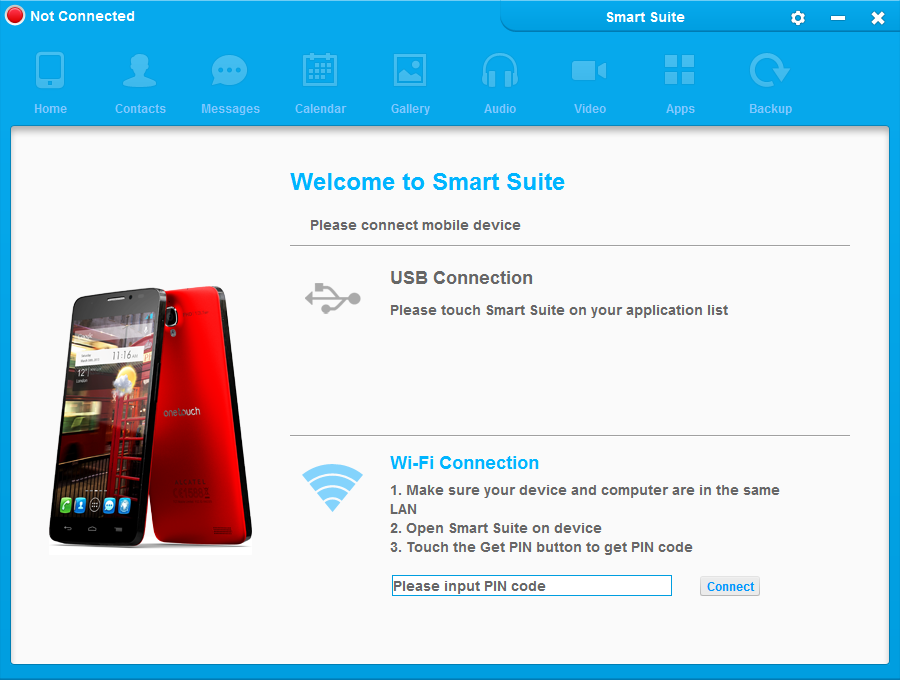 Not Connected
Smart Suite
Home
Contacts
Messages
Calendar
Gallery
Audio
Video
Apps
Backup
Welcome to Smart Suite
Please connect mobile device
USB Connection
Please touch Smart Suite on your application list
11:16 AM
12°
London
onetouch
Wi-Fi Connection
1. Make sure your device and computer are in the same
LAN
2. Open Smart Suite on device
3. Touch the Get PIN button to get PIN code
Please input PIN code
Connect